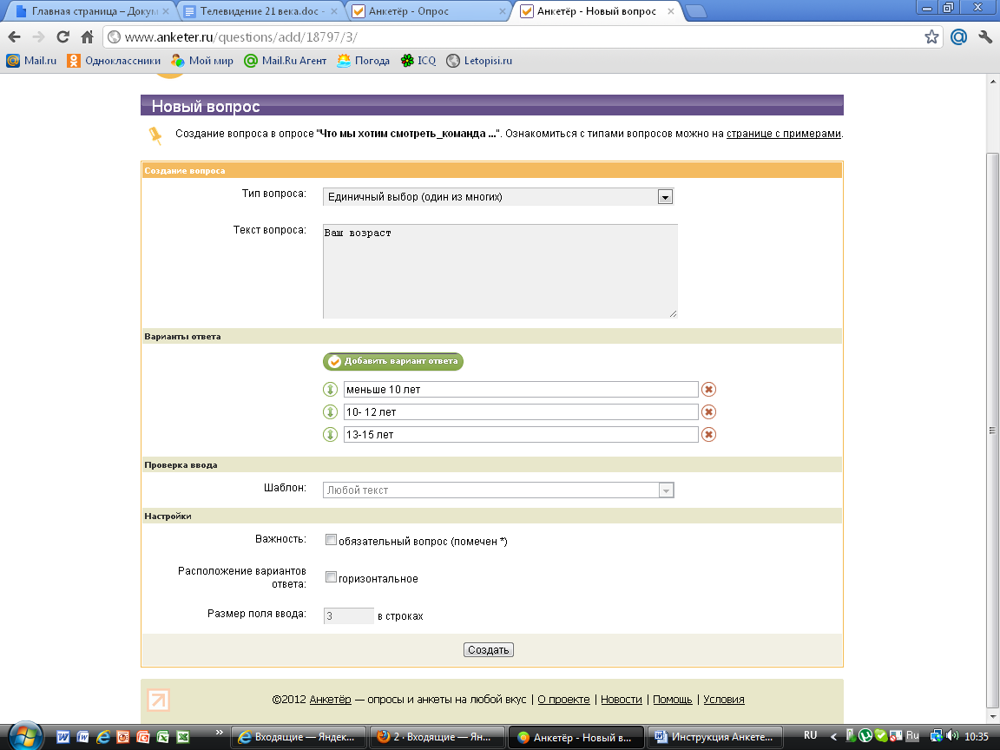 Главная страница – Докум
Телевидение 21 века.doc -
Анкетёр - Опрос
Анкетёр - Новый вопрос
www.anketer.ru/questions/add/18797/3/
Mail.ru
Одноклассники
Мой мир
Mail.Ru Агент
Погода
ICQ
Letopisi.ru
Новый вопрос
Создание вопроса в опросе "Что мы хотим смотреть_команда ...". Ознакомиться с типами вопросов можно на странице с примерами.
Создание вопроса
Тип вопроса: Единичный выбор (один из многих)
Текст вопроса: Ваш возраст
Варианты ответа
Добавить вариант ответа
меньше 10 лет
10- 12 лет
13-15 лет
Проверка ввода
Шаблон: Любой текст
Настройки
Важность: обязательный вопрос (помечен *)
Расположение вариантов
ответа: горизонтальное
Размер поля ввода: 3 в строках
Создать
©2012 Анкетёр — опросы и анкеты на любой вкус | О проекте | Новости | Помощь | Условия
Входящие — Яндек...
2 · Входящие — Ян...
Анкетёр - Новый в...
Инструкция Анкете...
RU
Ru
10:35